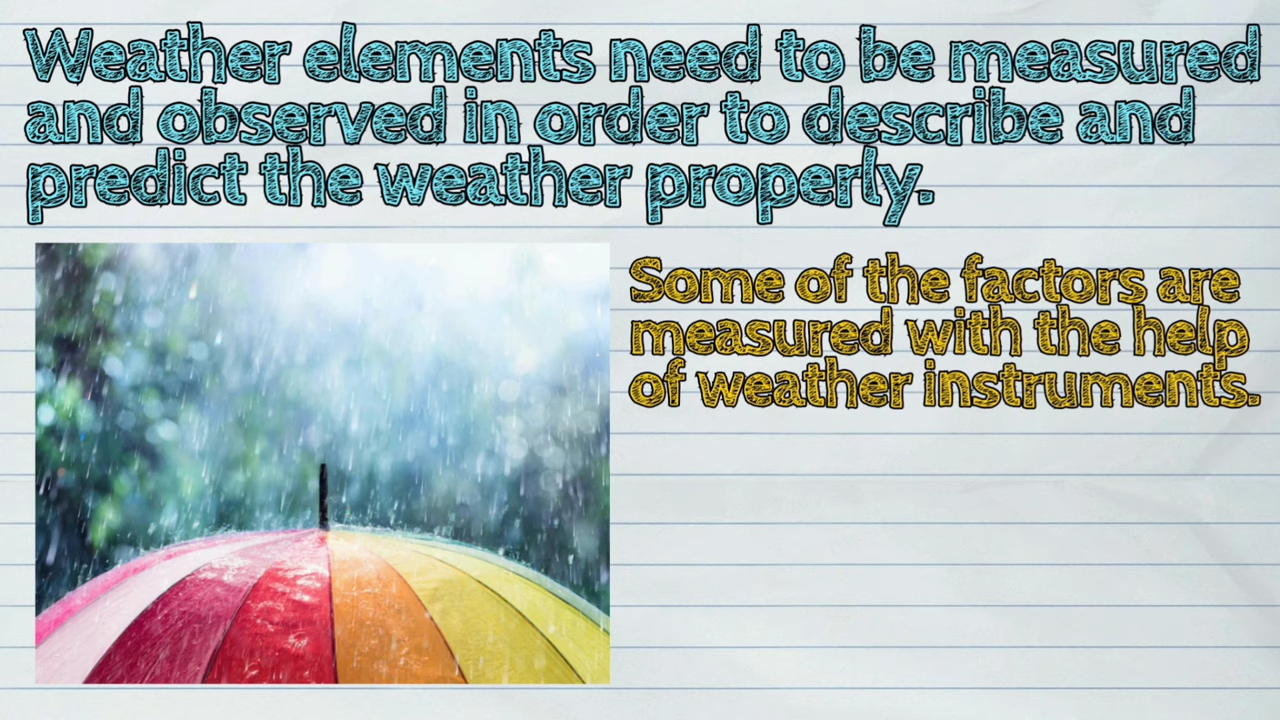 Weather elements need to be measured
and observed in order to describe and
predict the weather properly.
Some of the factors are
measured with the help
of weather instruments.